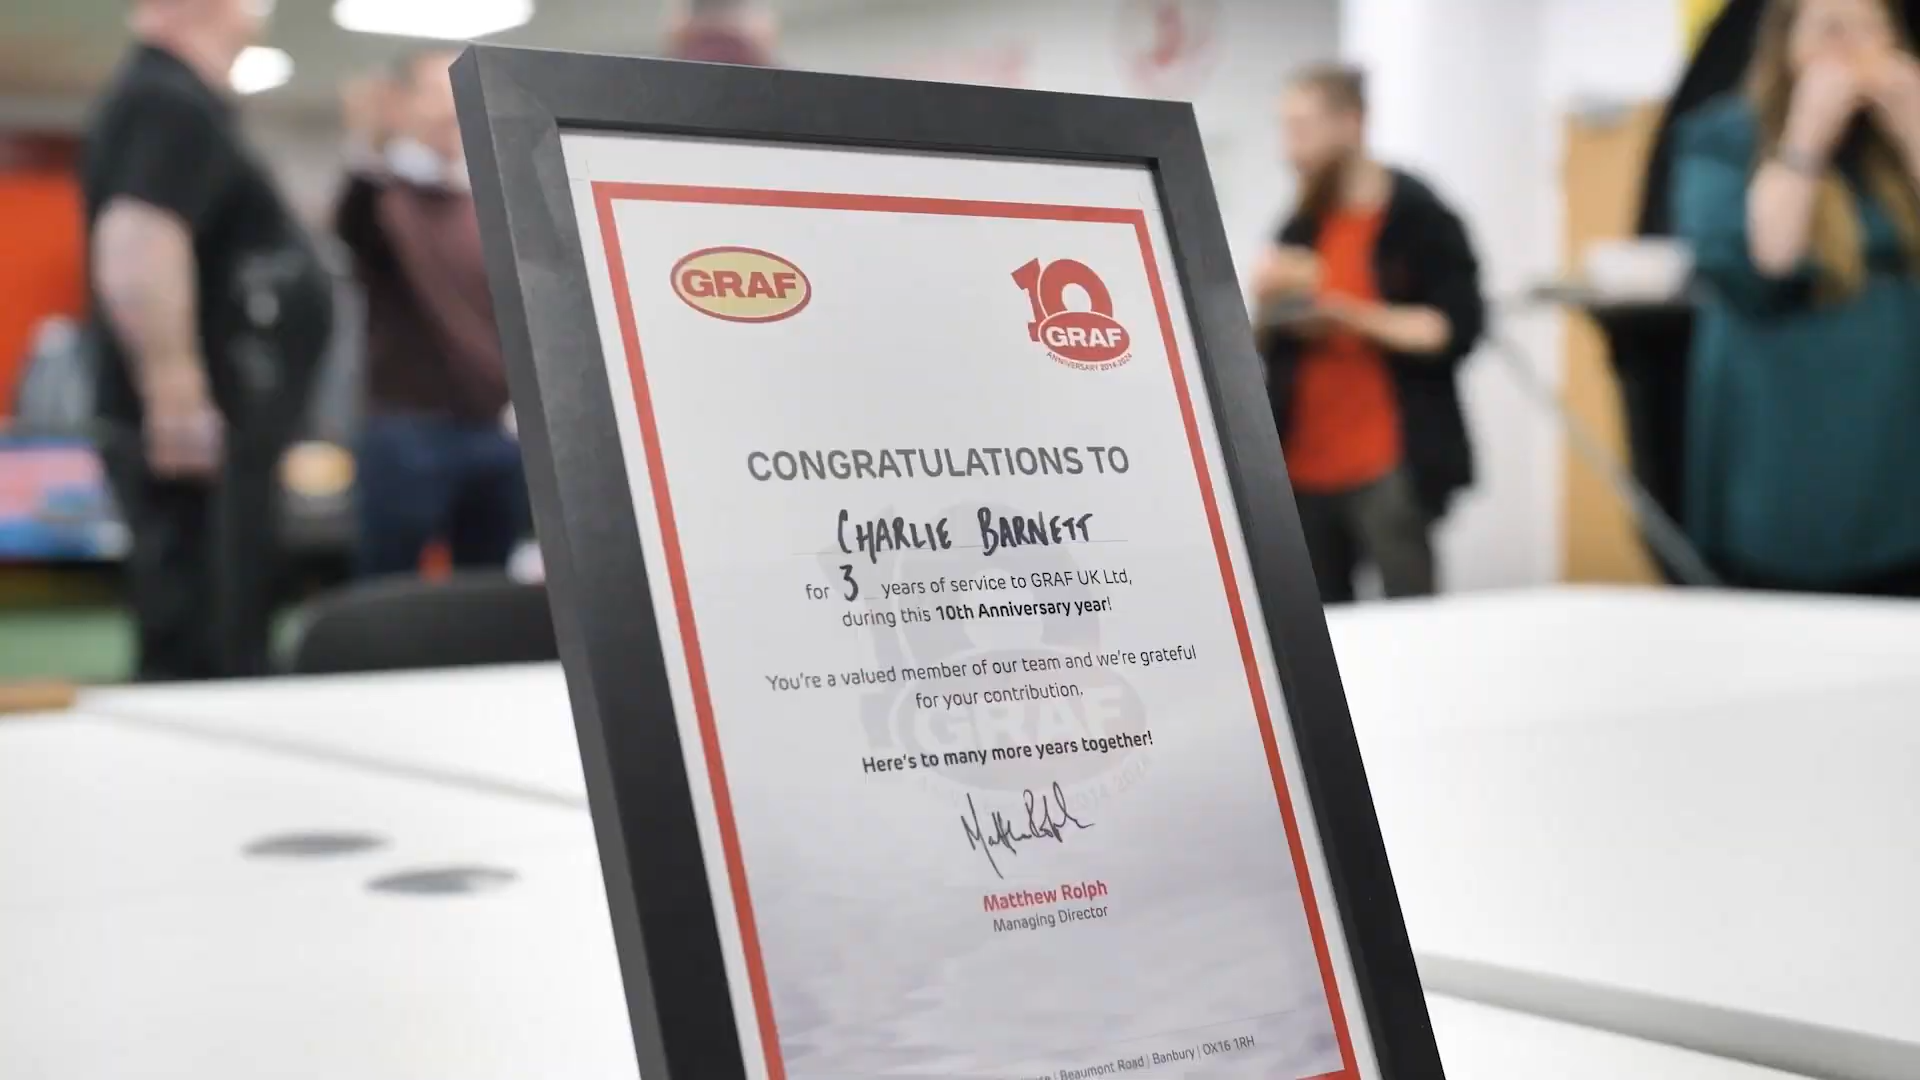 GRAF
10
GRAF
ANNIVERSARY 2014-2024
CONGRATULATIONS TO
CHARLIE BARNETT
for 3 years of service to GRAF UK Ltd,
during this 10th Anniversary year!
You're a valued member of our team and we're grateful
for your contribution.
Here's to many more years together!
Matthew Rolph
Matthew Rolph
Managing Director
| Beaumont Road | Banbury | OX16 1RH